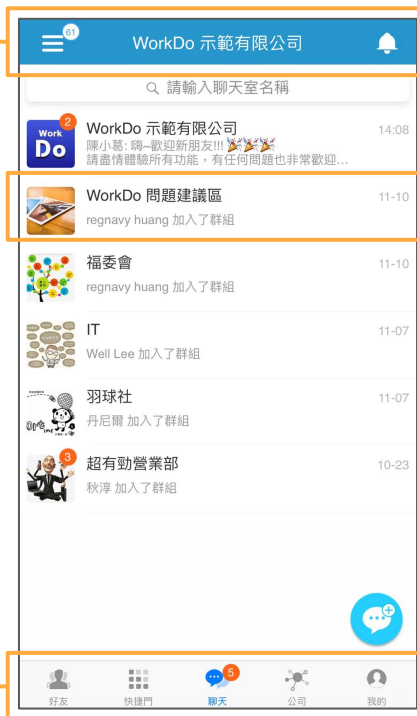 61
WorkDo 示範有限公司
請輸入聊天室名稱
Work
Do
2
WorkDo 示範有限公司
14:08
陳小葛: 嗨~歡迎新朋友!!! 🎉🎉🎉
請盡情體驗所有功能,有任何問題也非常歡迎…
WorkDo 問題建議區
11-10
regnavy huang 加入了群組
福委會
11-10
regnavy huang 加入了群組
IT
11-07
Well Lee 加入了群組
羽球社
11-07
丹尼爾 加入了群組
3
超有勁營業部
10-23
秋淳 加入了群組
5
好友
快捷門
聊天
公司
我的